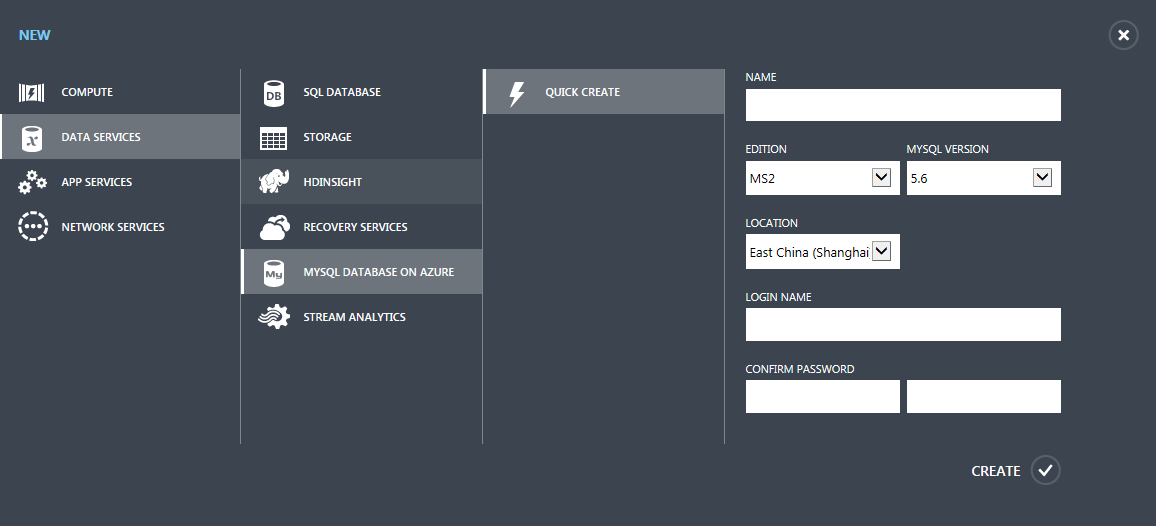 NEW
COMPUTE
DATA SERVICES
APP SERVICES
NETWORK SERVICES
DB
SQL DATABASE
STORAGE
HDINSIGHT
RECOVERY SERVICES
My
MYSQL DATABASE ON AZURE
STREAM ANALYTICS
QUICK CREATE
NAME
EDITION
MYSQL VERSION
MS2
5.6
LOCATION
East China (Shanghai
LOGIN NAME
CONFIRM PASSWORD
CREATE